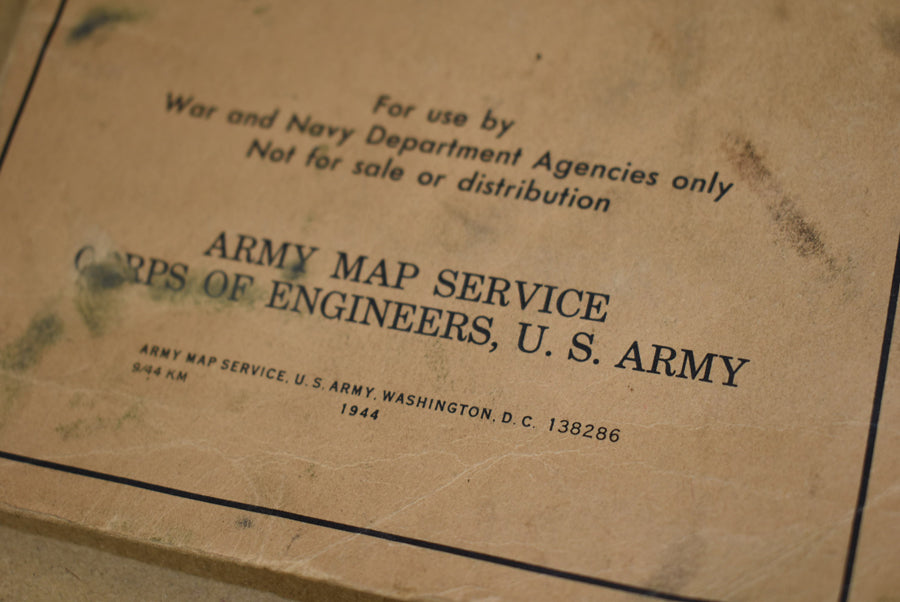 For use by
War and Navy Department Agencies only
Not for sale or distribution
ARMY MAP SERVICE
CORPS OF ENGINEERS, U. S. ARMY
ARMY MAP SERVICE, U. S. ARMY, WASHINGTON, D. C. 138286
9/44 KM
1944